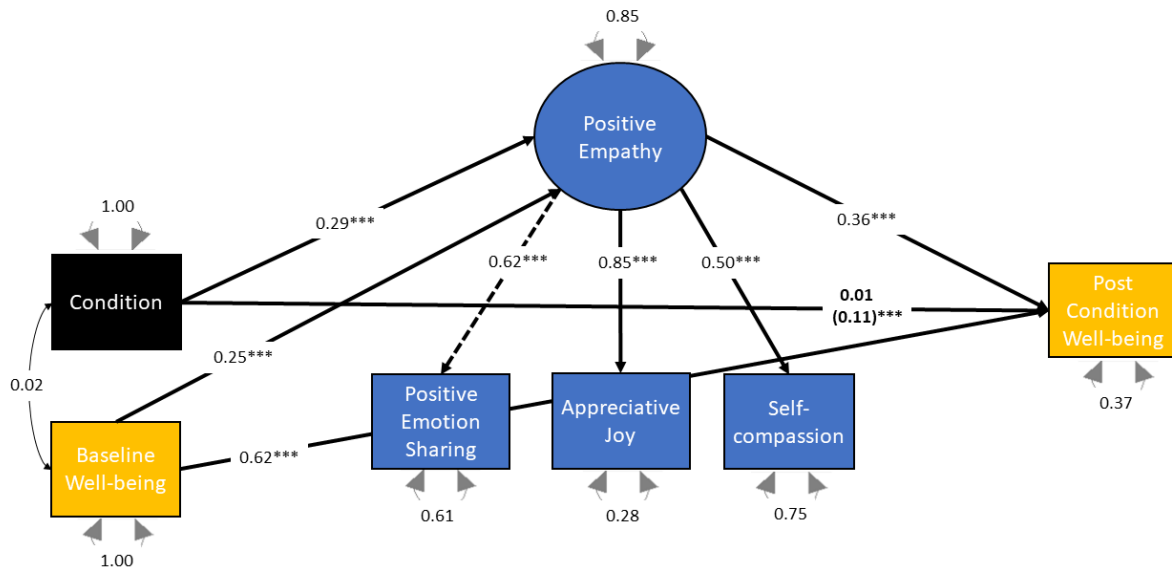 0.85
Positive
Empathy
1.00
0.29***
0.36***
0.62***
0.85***
0.50***
Condition
0.01
(0.11)***
Post
Condition
Well-being
0.25***
0.02
0.37
Positive
Emotion
Sharing
Appreciative
Joy
Self-
compassion
Baseline
Well-being
0.62***
0.61
0.28
0.75
1.00